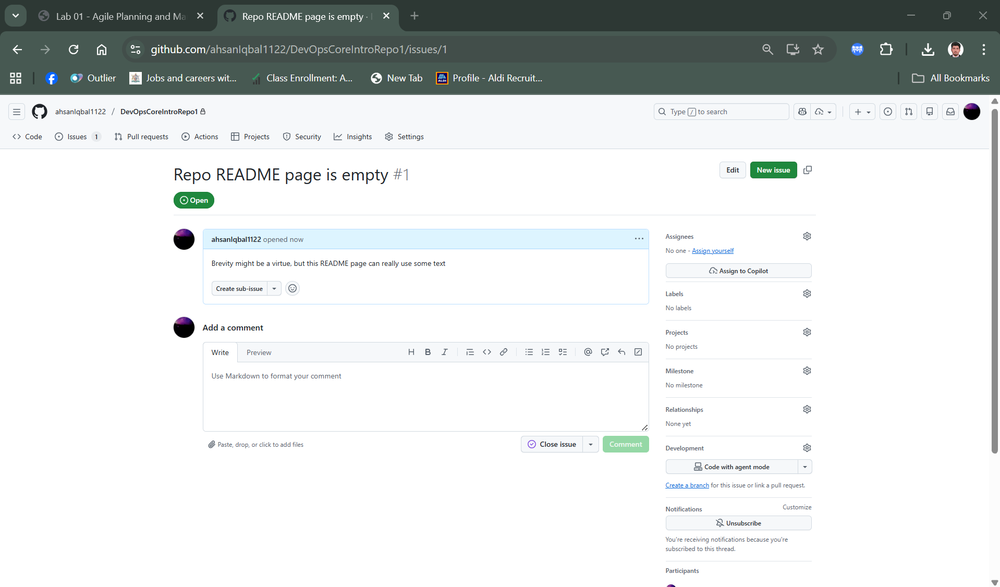 Lab 01 - Agile Planning and Ma
Repo README page is empty ·
github.com/ahsanIqbal1122/DevOpsCoreIntroRepo1/issues/1
Outlier
Jobs and careers wit...
Class Enrollment: A...
New Tab
ALDI
Profile - Aldi Recruit...
All Bookmarks
ahsanIqbal1122 / DevOpsCoreIntroRepo1
Type / to search
Code
Issues 1
Pull requests
Actions
Projects
Security
Insights
Settings
Repo README page is empty #1
Edit
New issue
Open
ahsanIqbal1122 opened now
Brevity might be a virtue, but this README page can really use some text
Create sub-issue
Add a comment
Write
Preview
Use Markdown to format your comment
Paste, drop, or click to add files
Close issue
Comment
Assignees
No one - Assign yourself
Assign to Copilot
Labels
No labels
Projects
No projects
Milestone
No milestone
Relationships
None yet
Development
Code with agent mode
Create a branch for this issue or link a pull request.
Notifications
Customize
Unsubscribe
You're receiving notifications because you're
subscribed to this thread.
Participants